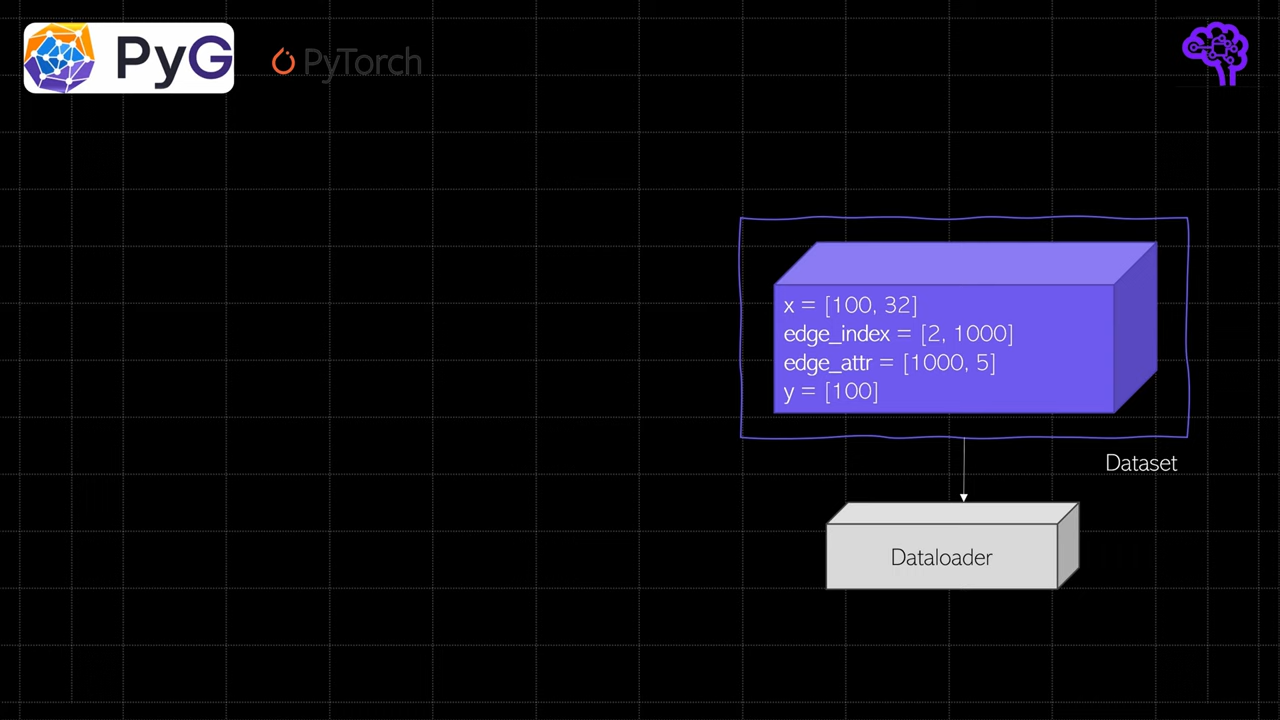 PyG
PyTorch
x = [100, 32]
edge_index = [2, 1000]
edge_attr = [1000, 5]
y = [100]
Dataset
Dataloader